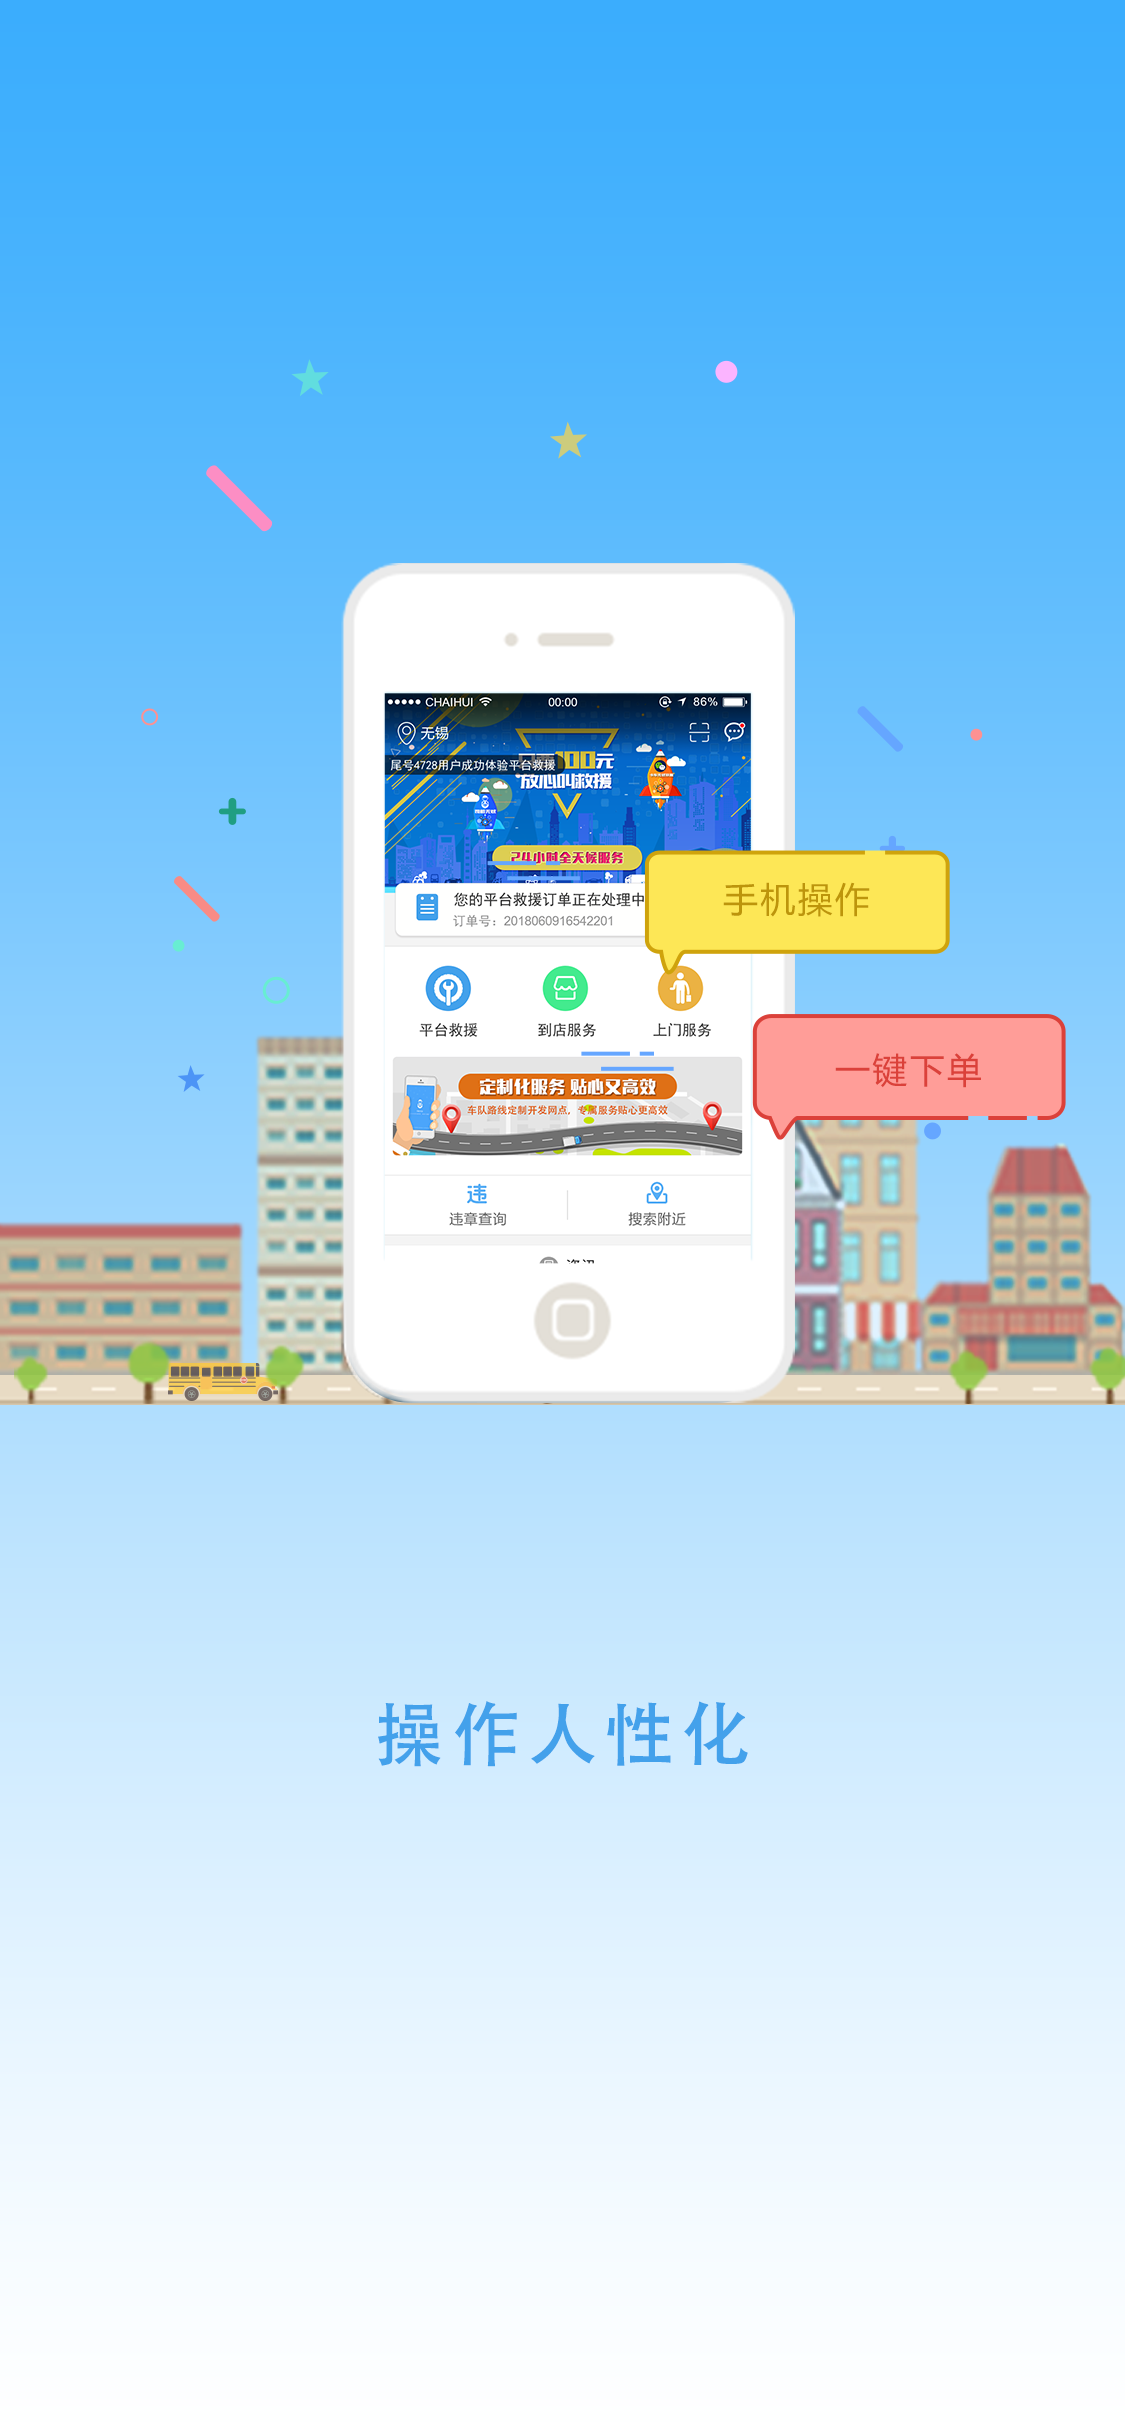 CHAIHUI
00:00
86%
无锡
100元
尾号4728用户成功体验平台救援
放心叫救援
24小时全天候服务
您的平台救援订单正在处理中
订单号：2018060916542201
手机操作
平台救援
到店服务
上门服务
一键下单
定制化服务 贴心又高效
车队路线定制开发网点，专属服务贴心更高效
违
违章查询
搜索附近
操作人性化